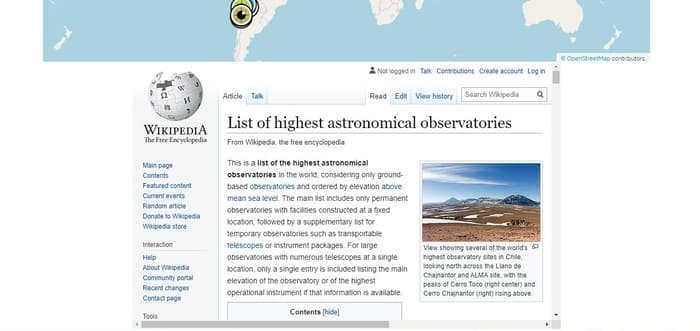 © OpenStreetMap contributors.
Not logged in Talk Contributions Create account Log in
Article Talk Read Edit View history Search Wikipedia
WIKIPEDIA
The Free Encyclopedia
Main page
Contents
Featured content
Current events
Random article
Donate to Wikipedia
Wikipedia store
Interaction
Help
About Wikipedia
Community portal
Recent changes
Contact page
Tools
List of highest astronomical observatories
From Wikipedia, the free encyclopedia
This is a list of the highest astronomical
observatories in the world, considering only ground-
based observatories and ordered by elevation above
mean sea level. The main list includes only permanent
observatories with facilities constructed at a fixed
location, followed by a supplementary list for
temporary observatories such as transportable
telescopes or instrument packages. For large
observatories with numerous telescopes at a single
location, only a single entry is included listing the main
elevation of the observatory or of the highest
operational instrument if that information is available.
View showing several of the world's
highest observatory sites in Chile,
looking north across the Llano de
Chajnantor and ALMA site, with the
peaks of Cerro Toco (right center) and
Cerro Chajnantor (right) rising above.
Contents [hide]